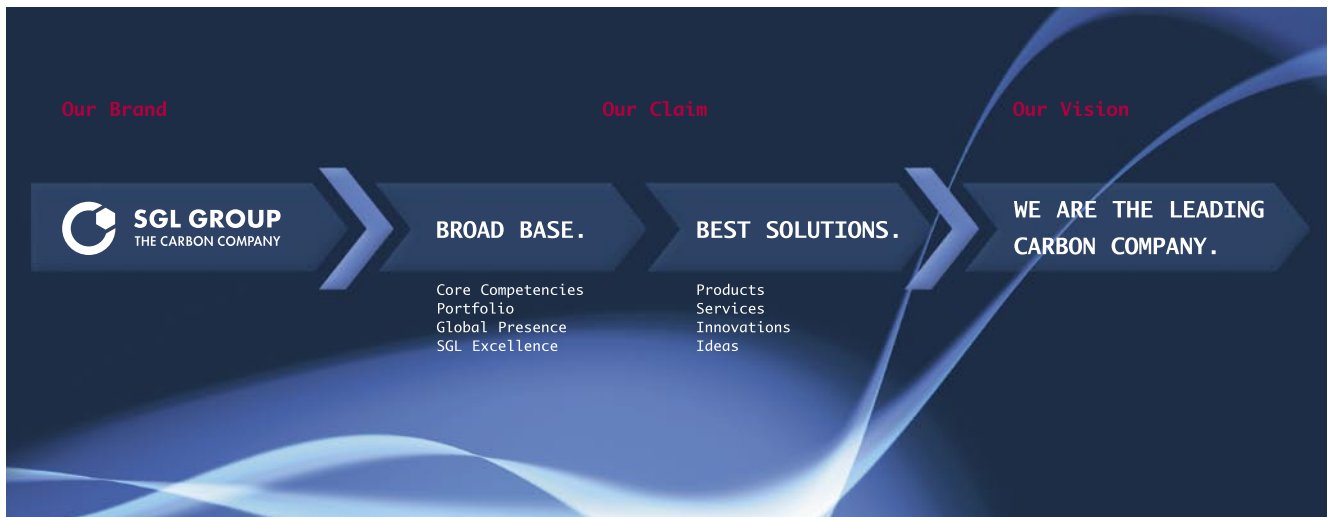 Our Brand
Our Claim
Our Vision
SGL GROUP
THE CARBON COMPANY
BROAD BASE.
BEST SOLUTIONS.
WE ARE THE LEADING
CARBON COMPANY.
Core Competencies
Portfolio
Global Presence
SGL Excellence
Products
Services
Innovations
Ideas